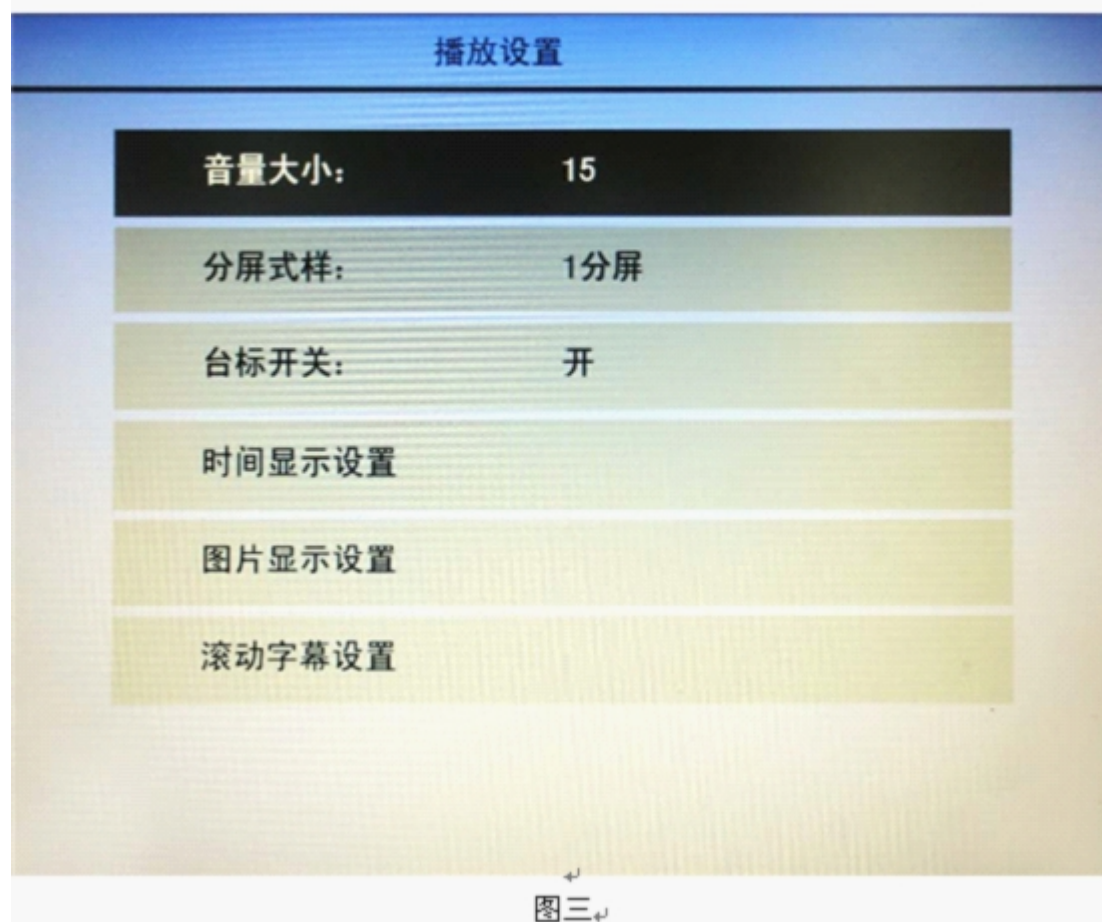 播放设置
音量大小： 15
分屏式样： 1分屏
台标开关： 开
时间显示设置
图片显示设置
滚动字幕设置
图三